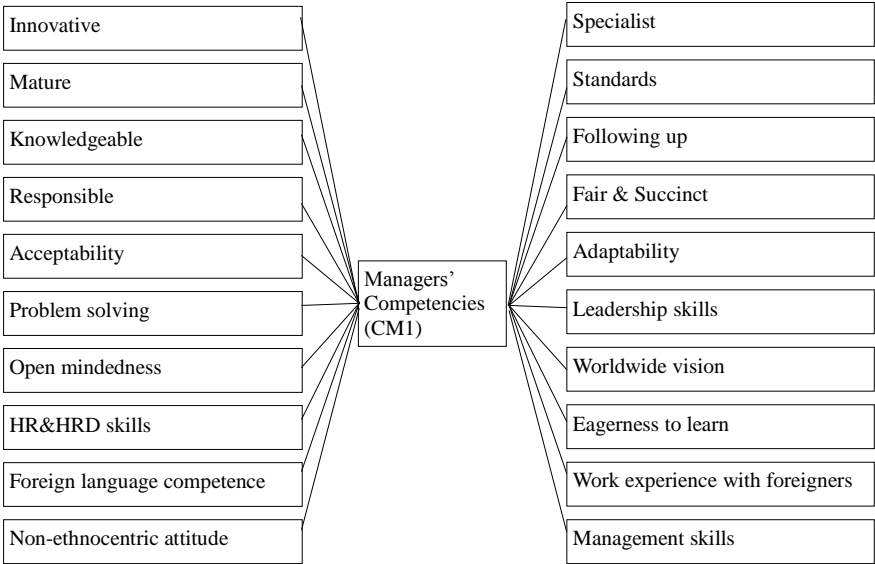 Innovative
Mature
Knowledgeable
Responsible
Acceptability
Problem solving
Open mindedness
HR&HRD skills
Foreign language competence
Non-ethnocentric attitude
Managers’
Competencies
(CM1)
Specialist
Standards
Following up
Fair & Succinct
Adaptability
Leadership skills
Worldwide vision
Eagerness to learn
Work experience with foreigners
Management skills